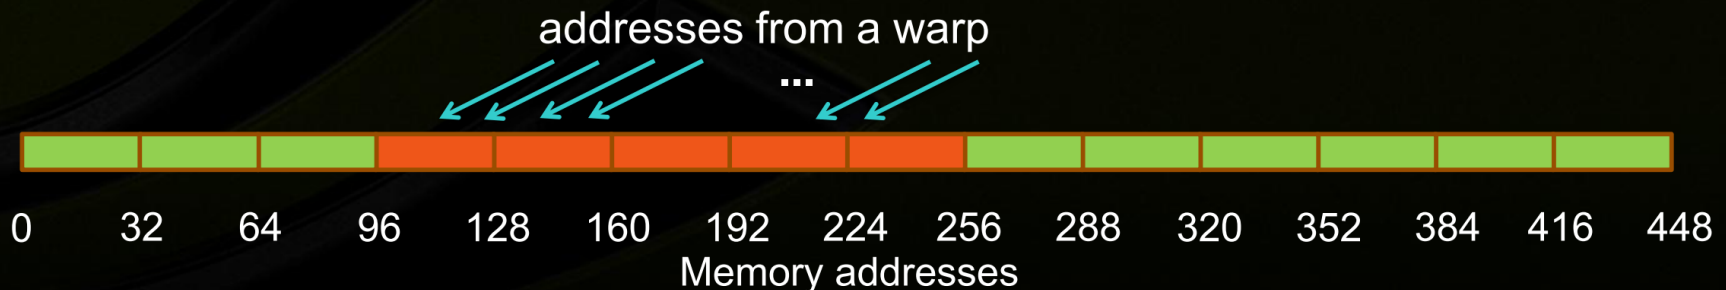 addresses from a warp
...
0 32 64 96 128 160 192 224 256 288 320 352 384 416 448
Memory addresses